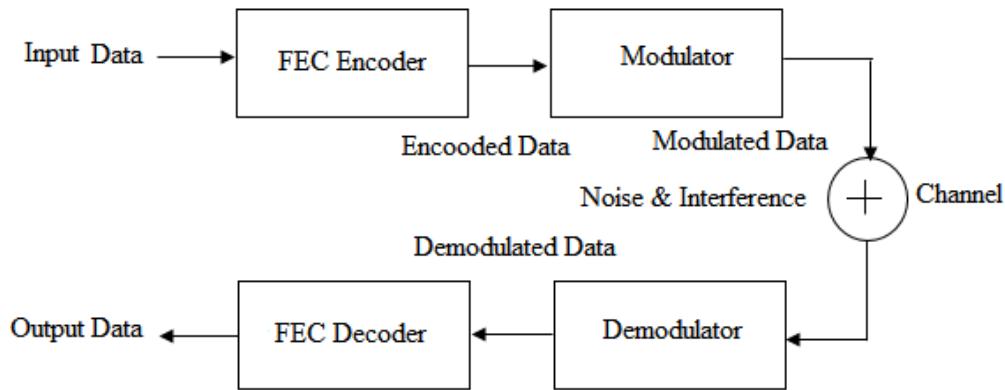 Input Data
FEC Encoder
Modulator
Encooded Data
Modulated Data
Noise & Interference
+
Channel
Demodulated Data
Output Data
FEC Decoder
Demodulator